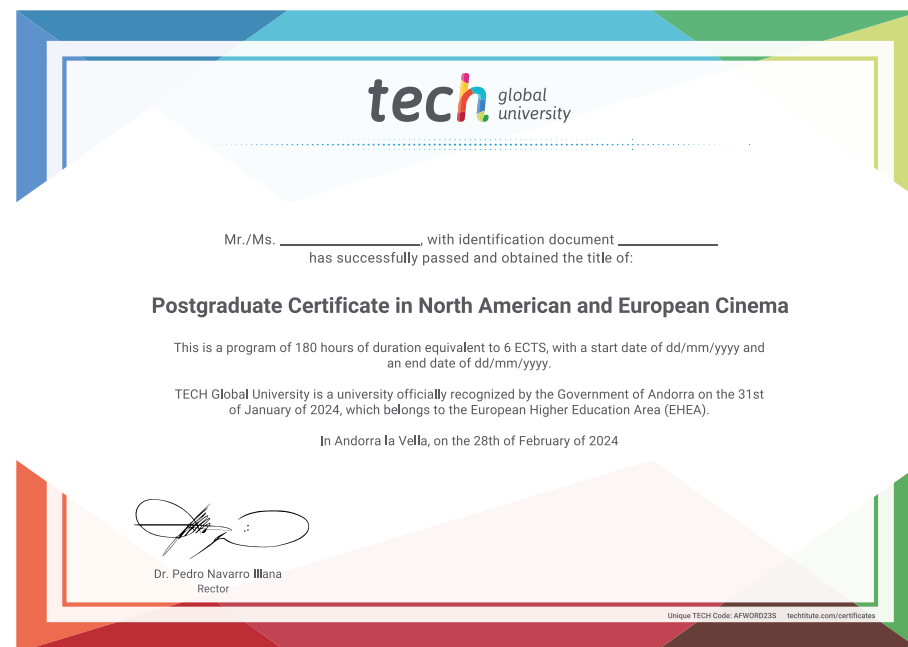 tech global university
Mr./Ms. ____________, with identification document ____________
has successfully passed and obtained the title of:
Postgraduate Certificate in North American and European Cinema
This is a program of 180 hours of duration equivalent to 6 ECTS, with a start date of dd/mm/yyyy and
an end date of dd/mm/yyyy.
TECH Global University is a university officially recognized by the Government of Andorra on the 31st
of January of 2024, which belongs to the European Higher Education Area (EHEA).
In Andorra la Vella, on the 28th of February of 2024
Dr. Pedro Navarro Illana
Rector
Unique TECH Code: AFWORD23S techtitute.com/certificates